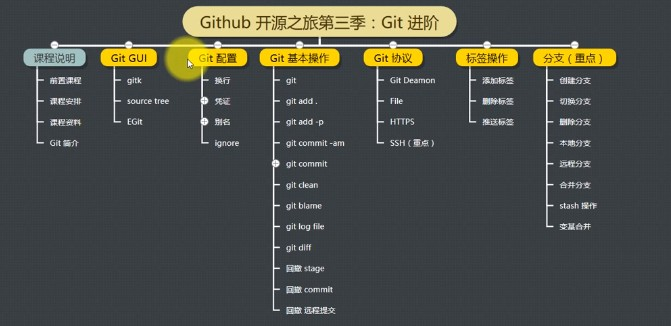 Github 开源之旅第三季：Git 进阶
课程说明
前置课程
课程安排
课程资料
Git 简介
Git GUI
gitk
source tree
EGit
Git 配置
换行
凭证
别名
ignore
Git 基本操作
git
git add .
git add -p
git commit -am
git commit
git clean
git blame
git log file
git diff
回撤 stage
回撤 commit
回撤 远程提交
Git 协议
Git Deamon
File
HTTPS
SSH（重点）
标签操作
添加标签
删除标签
推送标签
分支（重点）
创建分支
切换分支
删除分支
本地分支
远程分支
合并分支
stash 操作
变基合并